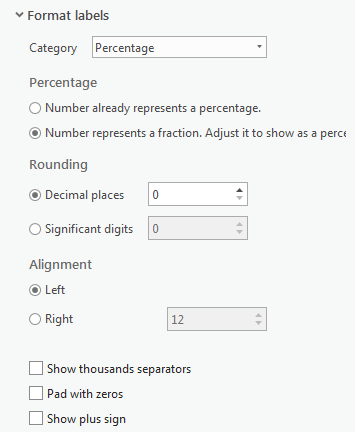 Format labels
Category Percentage
Percentage
Number already represents a percentage.
Number represents a fraction. Adjust it to show as a perce
Rounding
Decimal places 0
Significant digits 0
Alignment
Left
Right 12
Show thousands separators
Pad with zeros
Show plus sign